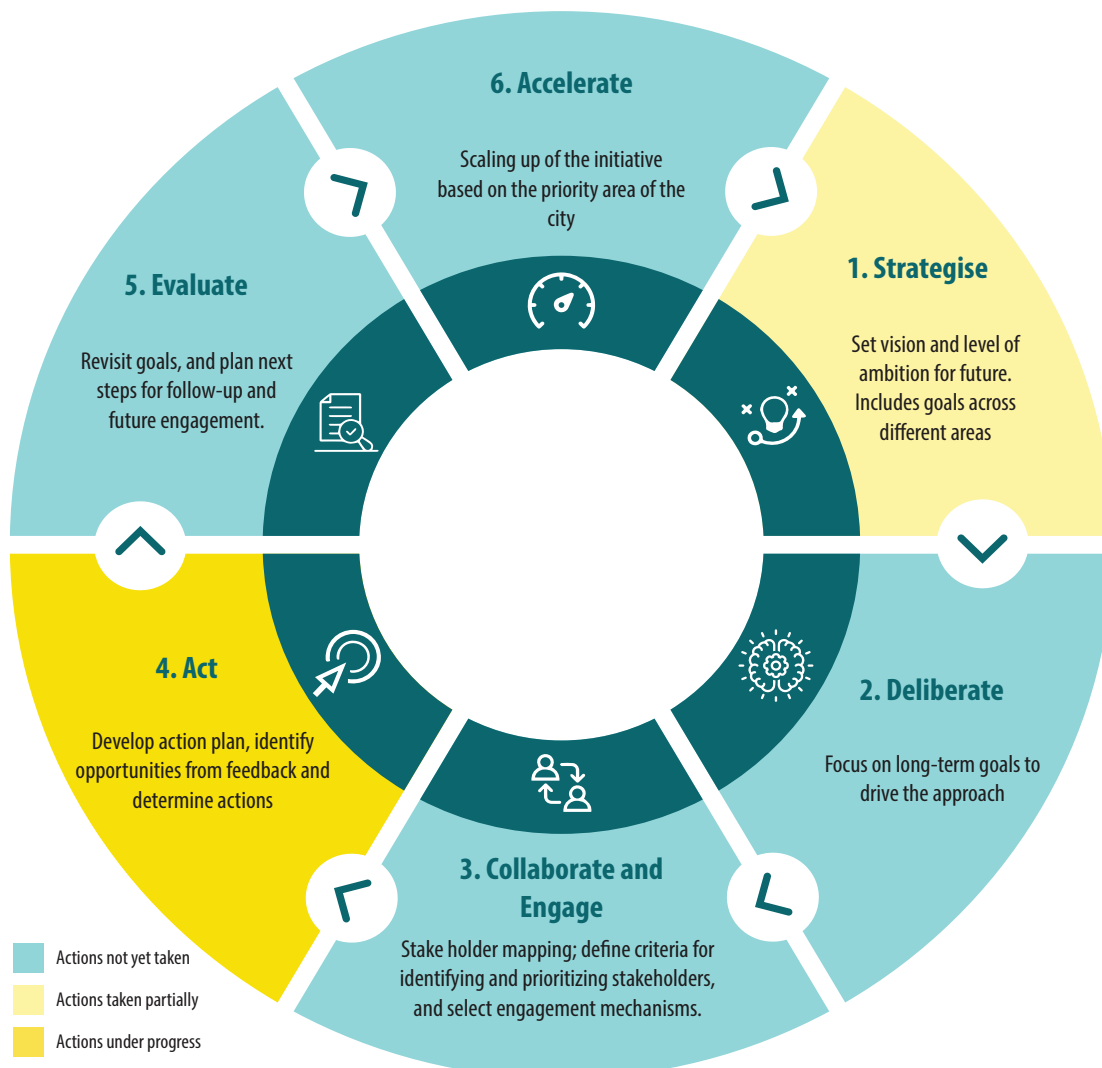 6. Accelerate
Scaling up of the initiative
based on the priority area of the
city
1. Strategise
Set vision and level of
ambition for future.
Includes goals across
different areas
2. Deliberate
Focus on long-term goals to
drive the approach
3. Collaborate and
Engage
Stake holder mapping; define criteria for
identifying and prioritizing stakeholders,
and select engagement mechanisms.
4. Act
Develop action plan, identify
opportunities from feedback and
determine actions
5. Evaluate
Revisit goals, and plan next
steps for follow-up and
future engagement.
Actions not yet taken
Actions taken partially
Actions under progress